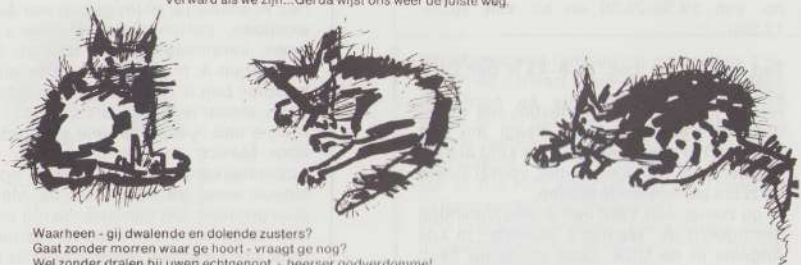 Verward als we zijn...Gerda wijst ons weer de juiste weg.
Waarheen - gij dwalende en dolende zusters?
Gaat zonder morren waar ge hoort - vraagt ge nog?
Wel zonder dralen bij uwen echtgenoot - heerser godverdomme!